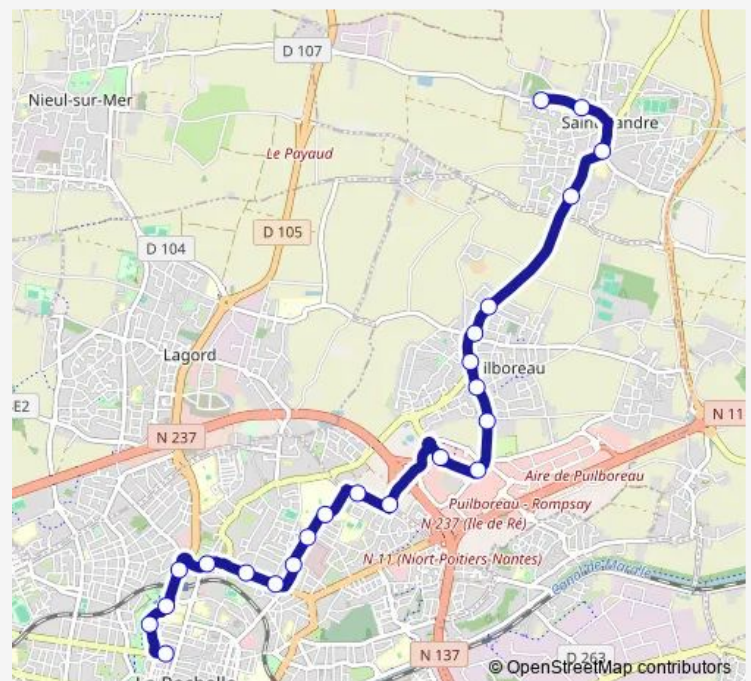 D 107
Nieul-sur-Mer
Sain andre
Le Payaud
D 104
D 105
Lagord
ilboreau
E2
N 11
N 237
Aire de Puilboreau
Puilboreau - Rompsay
N 237 (Île de Ré)
N 11 (Niort-Poitiers-Nantes)
N 137
D 263
© OpenStreetMap contributors